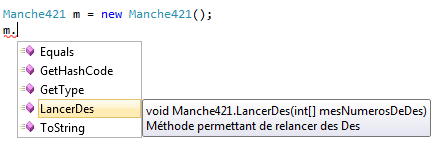 Manche421 m = new Manche421();
m.
Equals
GetHashCode
GetType
LancerDes
ToString
void Manche421.LancerDes(int[] mesNumerosDeDes)
Méthode permettant de relancer des Des